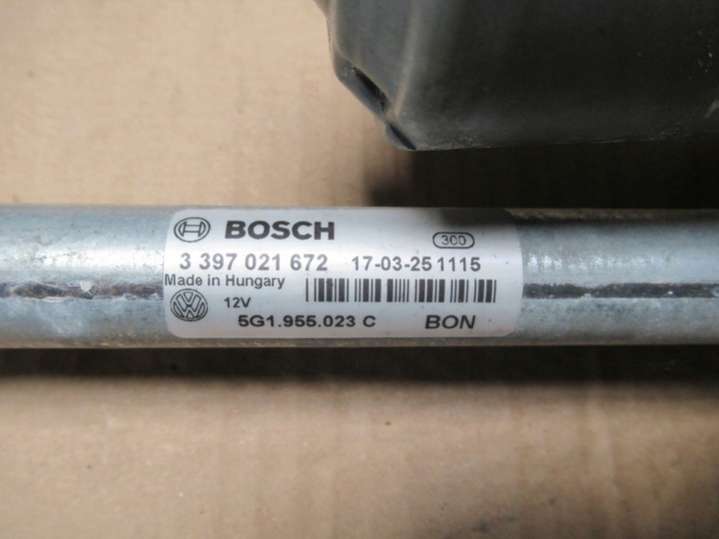 BOSCH 300
3 397 021 672 17-03-25 1115
Made in Hungary
12V
5G1.955.023 C BON